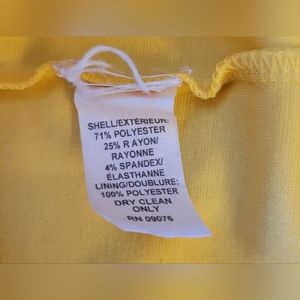 SHELL/EXTÉRIEUR:
71% POLYESTER
25% RAYON/
RAYONNE
4% SPANDEX/
ÉLASTHANNE
LINING/DOUBLURE:
100% POLYESTER
DRY CLEAN
ONLY
RN 09076